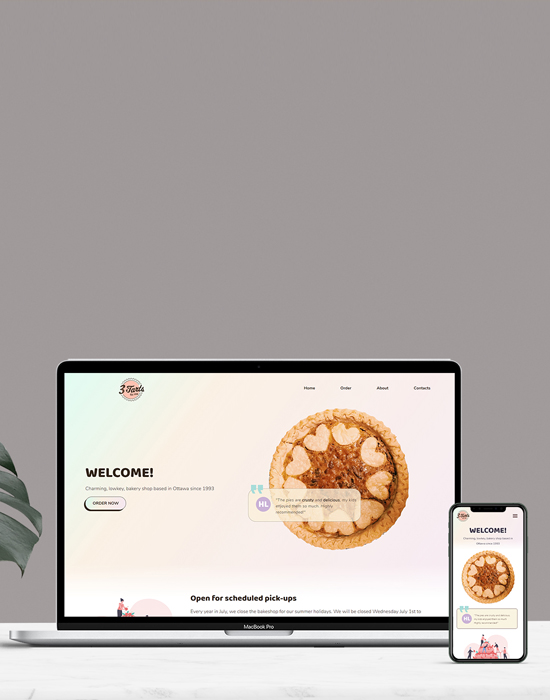 3 Tarts
Home Order About Contacts
WELCOME!
Charming, lowkey, bakery shop based in Ottawa since 1993
ORDER NOW
HL
"The pies are sturdy and delicious, my kids
enjoyed them so much. Highly
recommended!"
Open for scheduled pick-ups
Every year in July, we close the bakeshop for our summer holidays. We will be closed Wednesday July 1st to
MacBook Pro
3 Tarts
WELCOME!
Charming, lowkey, bakery shop based in
Ottawa since 1993
HL